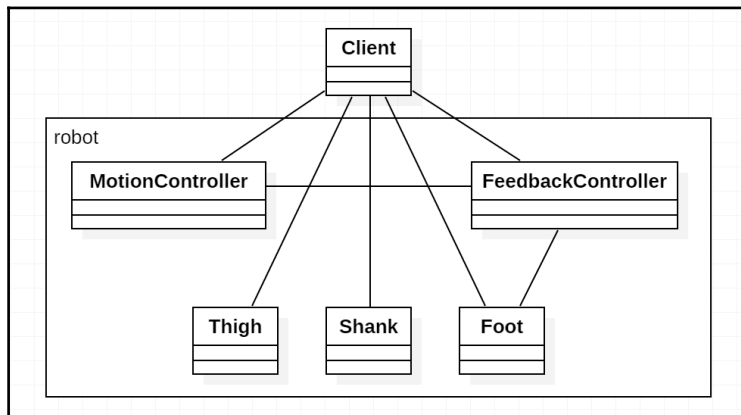 Client
robot
MotionController
FeedbackController
Thigh
Shank
Foot